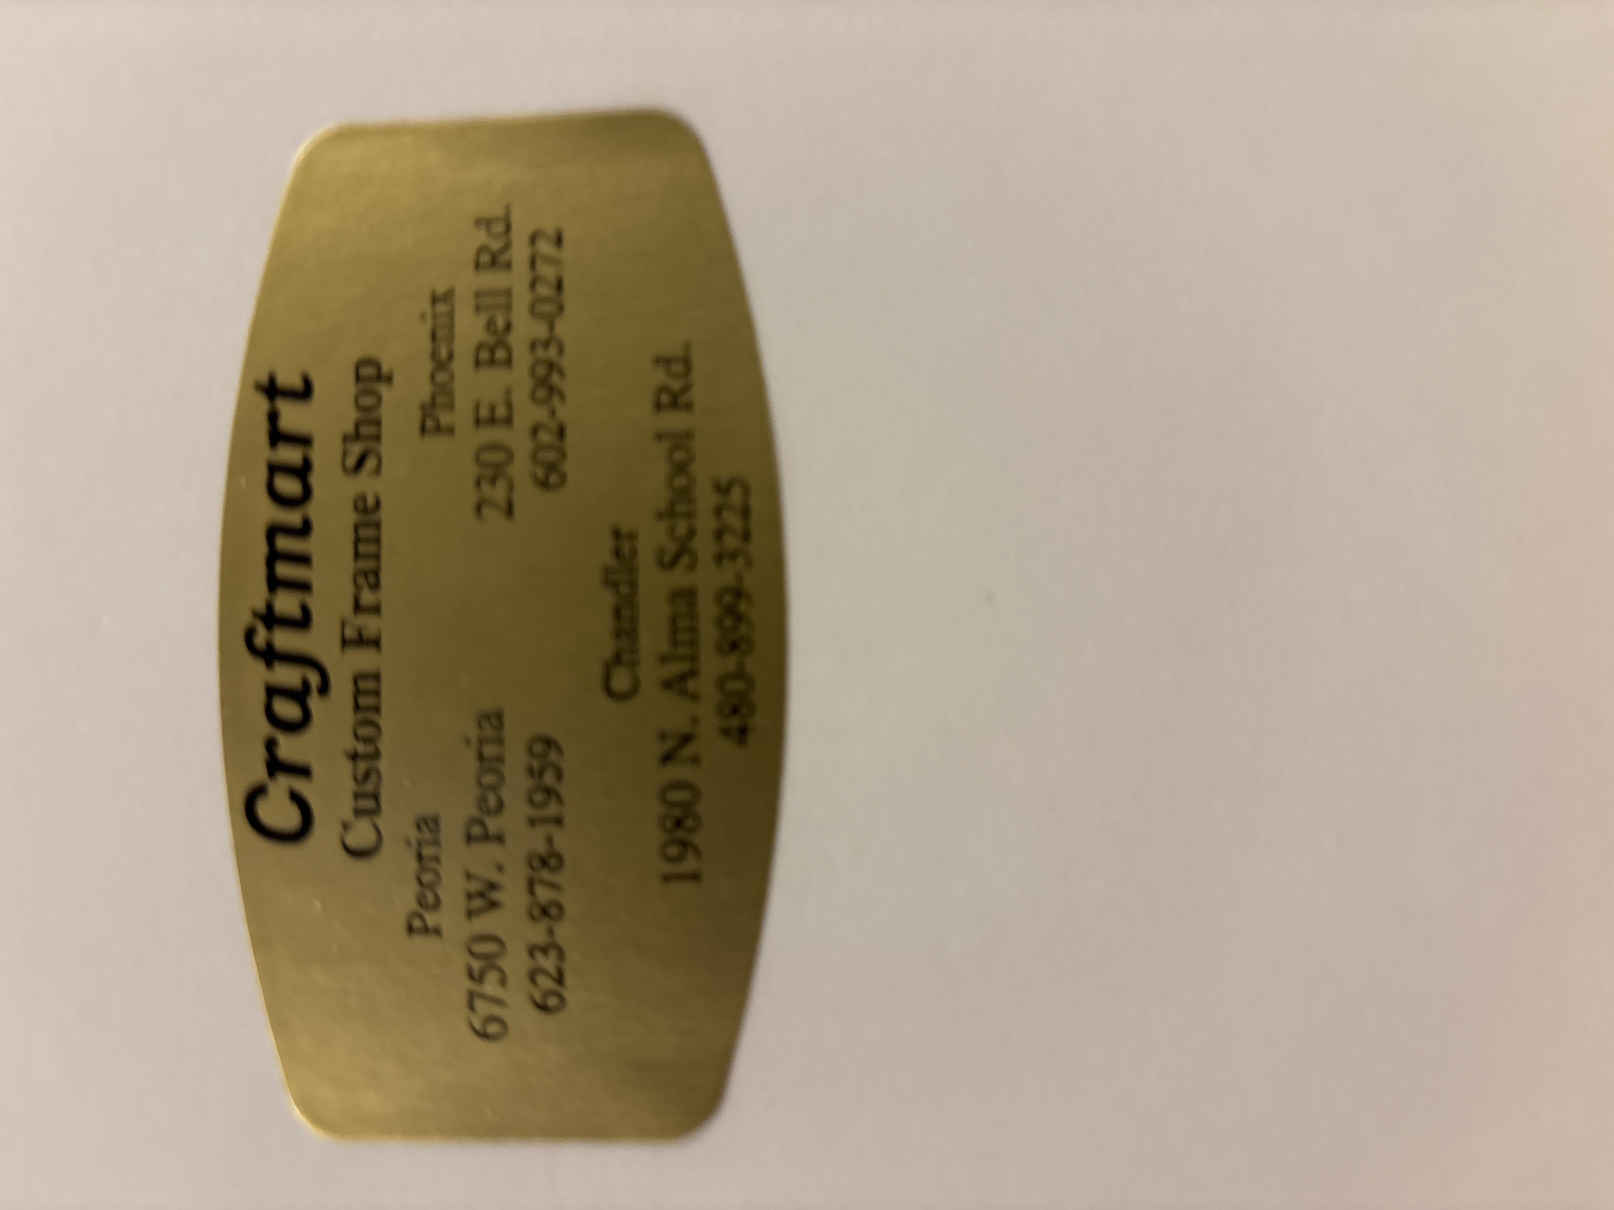 Craftmart
Custom Frame Shop
Peoria
6750 W. Peoria
623-878-1959
Phoenix
230 E. Bell Rd.
602-993-0272
Chandler
1980 N. Alma School Rd.
480-899-3225